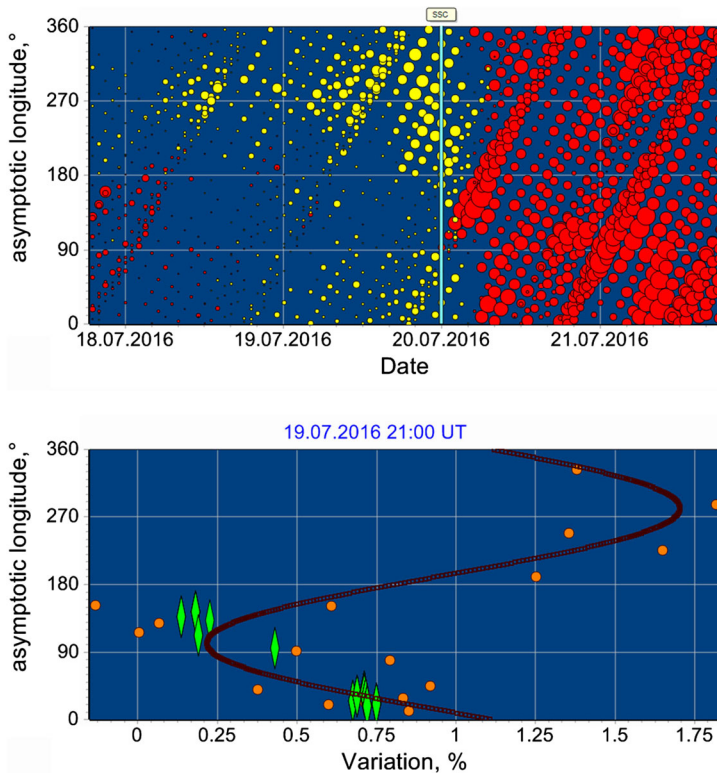 SSC
360
270
180
90
0
asymptotic longitude,°
18.07.2016 19.07.2016 20.07.2016 21.07.2016
Date
19.07.2016 21:00 UT
360
270
180
90
0
asymptotic longitude,°
0 0.25 0.5 0.75 1 1.25 1.5 1.75
Variation, %